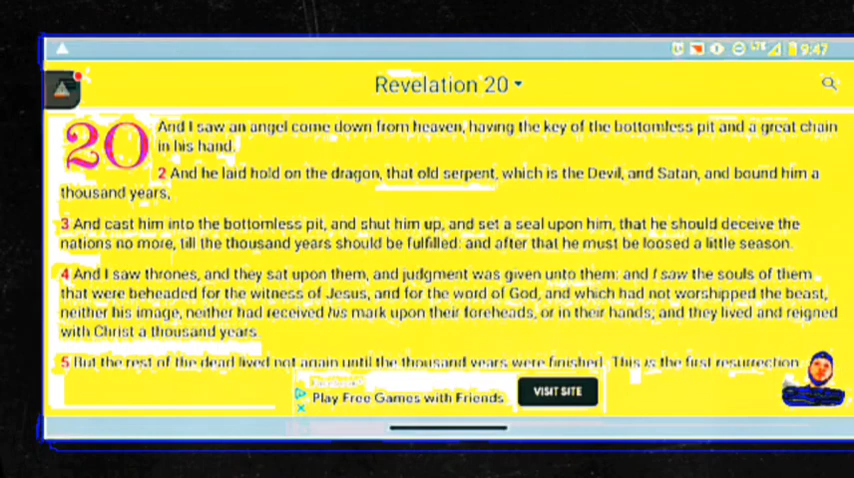 9:47
Revelation 20
20 And I saw an angel come down from heaven, having the key of the bottomless pit and a great chain
in his hand.
2 And he laid hold on the dragon, that old serpent, which is the Devil, and Satan, and bound him a
thousand years,
3 And cast him into the bottomless pit, and shut him up, and set a seal upon him, that he should deceive the
nations no more, till the thousand years should be fulfilled: and after that he must be loosed a little season.
4 And I saw thrones, and they sat upon them, and judgment was given unto them: and I saw the souls of them
that were beheaded for the witness of Jesus, and for the word of God, and which had not worshipped the beast,
neither his image, neither had received his mark upon their foreheads, or in their hands; and they lived and reigned
with Christ a thousand years
5 But the rest of the dead lived not again until the thousand years were finished. This is the first resurrection
Play Free Games with Friends
VISIT SITE